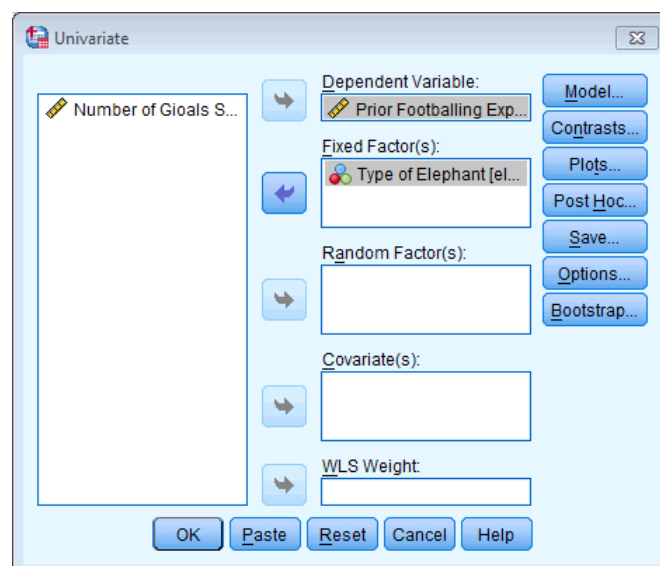 Univariate
Number of Gioals S...
Dependent Variable:
Prior Footballing Exp...
Fixed Factor(s):
Type of Elephant [el...
Random Factor(s):
Covariate(s):
WLS Weight:
Model...
Contrasts...
Plots...
Post Hoc...
Save...
Options...
Bootstrap...
OK
Paste
Reset
Cancel
Help